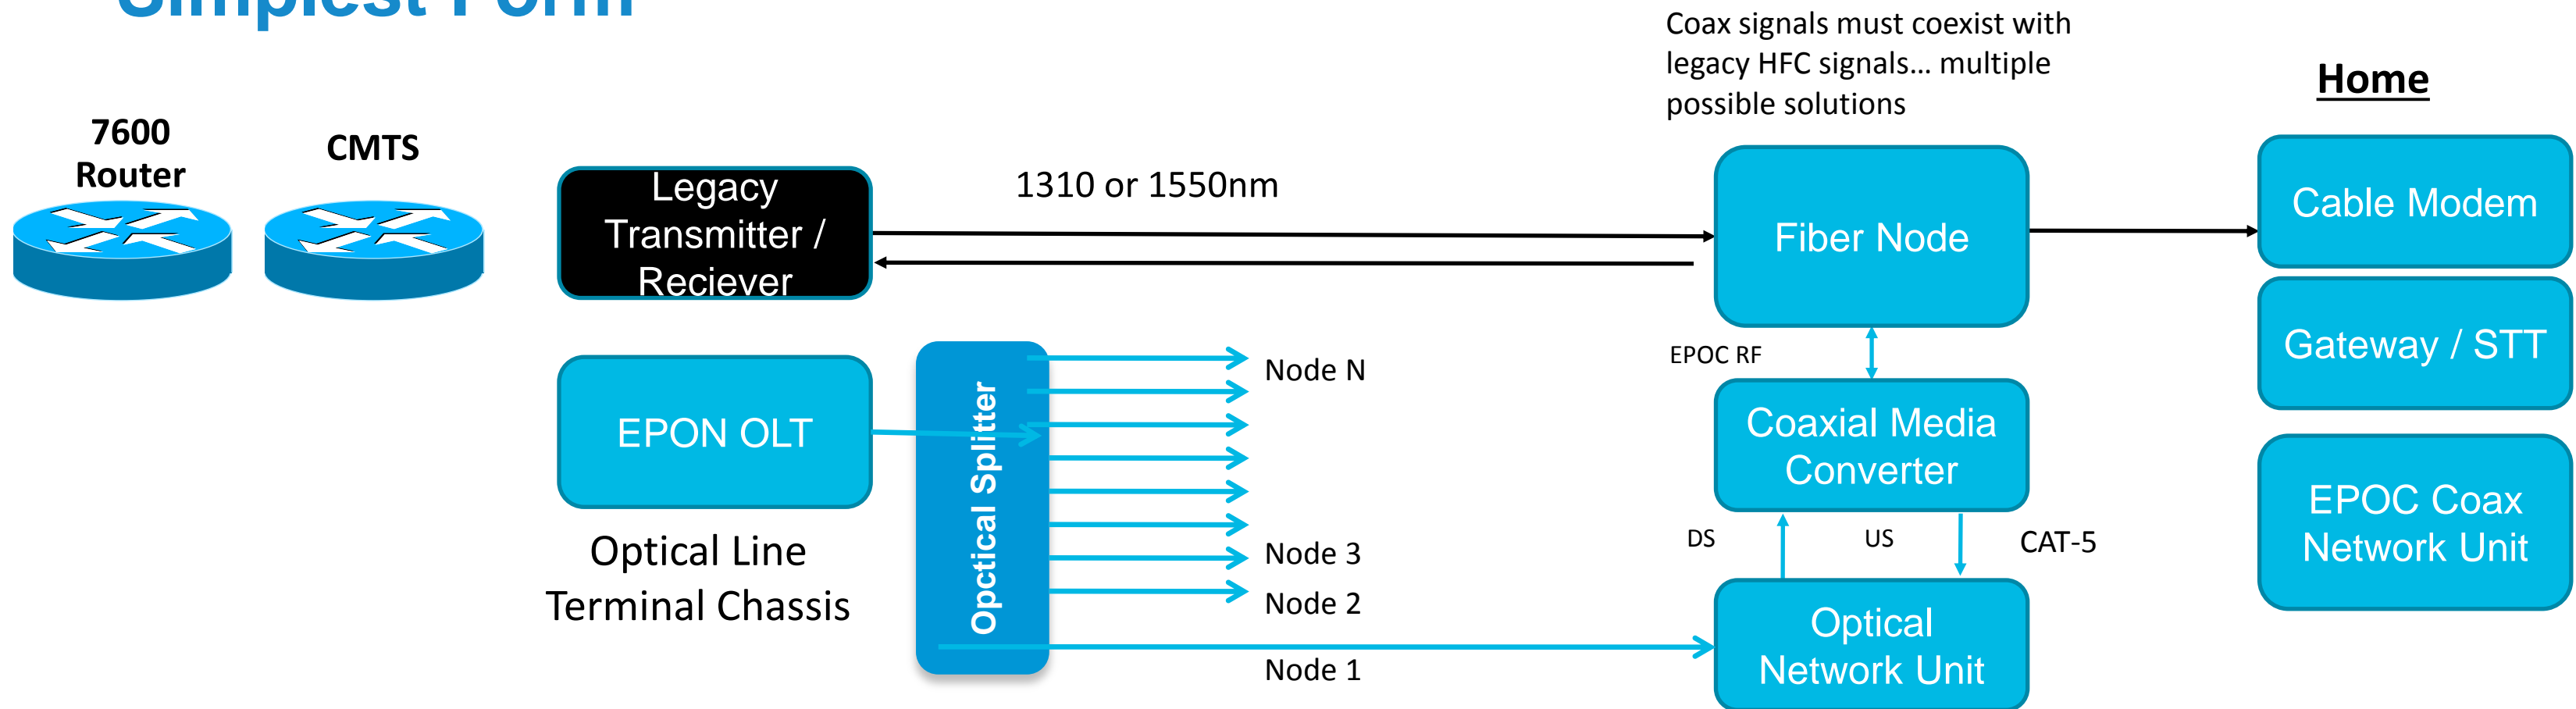 Simplest Form
Coax signals must coexist with
legacy HFC signals... multiple
possible solutions
Home
7600
Router
CMTS
Legacy
Transmitter /
Reciever
1310 or 1550nm
Fiber Node
Cable Modem
Gateway / STT
EPOC RF
Node N
EPON OLT
Opctical Splitter
Coaxial Media
Converter
EPOC Coax
Network Unit
DS
US
CAT-5
Optical Line
Terminal Chassis
Node 3
Node 2
Node 1
Optical
Network Unit